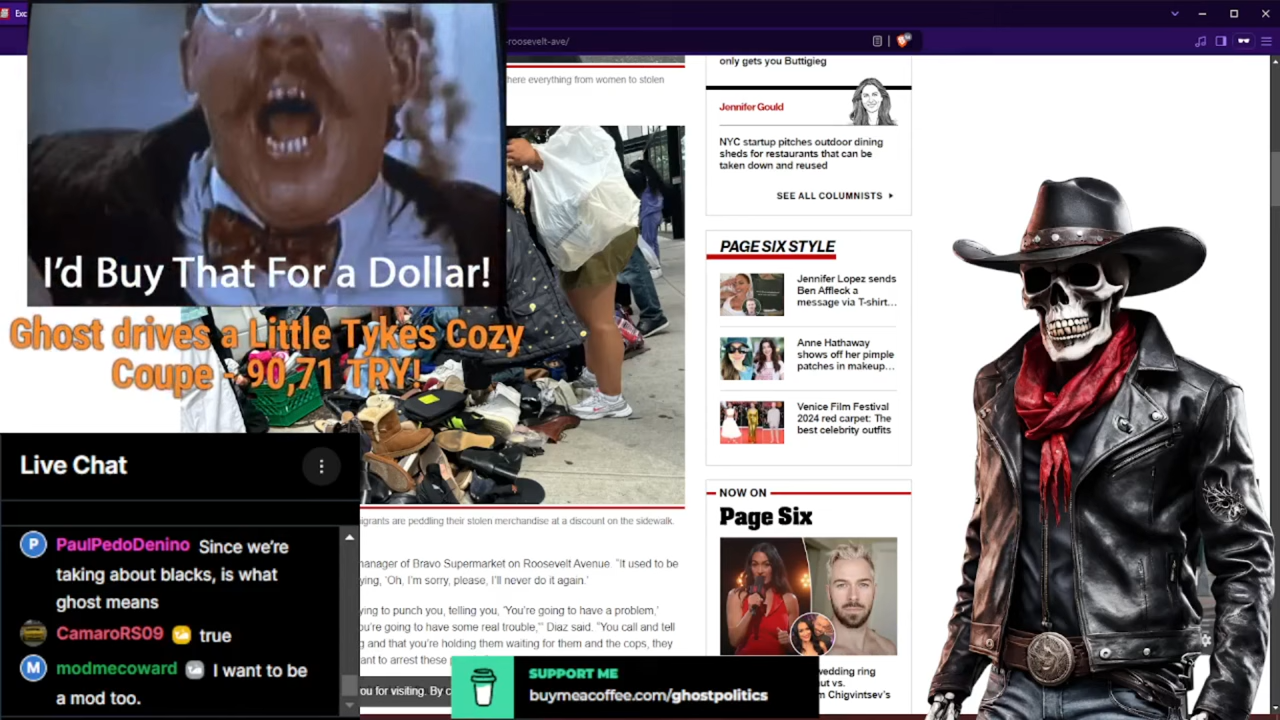 Exc
-roosevelt-ave/
here everything from women to stolen
I'd Buy That For a Dollar!
Ghost drives a Little Tykes Cozy
Coupe - 90,71 TRY!
igrants are peddling their stolen merchandise at a discount on the sidewalk.
anager of Bravo Supermarket on Roosevelt Avenue. "It used to be
ying, 'Oh, I'm sorry, please, I'll never do it again.'
ying to punch you, telling you, 'You're going to have a problem,'
ou're going to have some real trouble,'" Diaz said. "You call and tell
g and that you're holding them waiting for them and the cops, they
ant to arrest these
ou for visiting. By c
Live Chat
P PaulPedoDenino Since we're
taking about blacks, is what
ghost means
CamaroRS09 true
M modmecoward I want to be
a mod too.
SUPPORT ME
buymeacoffee.com/ghostpolitics
only gets you Buttigieg
Jennifer Gould
NYC startup pitches outdoor dining
sheds for restaurants that can be
taken down and reused
SEE ALL COLUMNISTS
PAGE SIX STYLE
Jennifer Lopez sends
Ben Affleck a
message via T-shirt...
Anne Hathaway
shows off her pimple
patches in makeup...
Venice Film Festival
2024 red carpet: The
best celebrity outfits
NOW ON
Page Six
edding ring
ut vs.
m Chigvintsev's